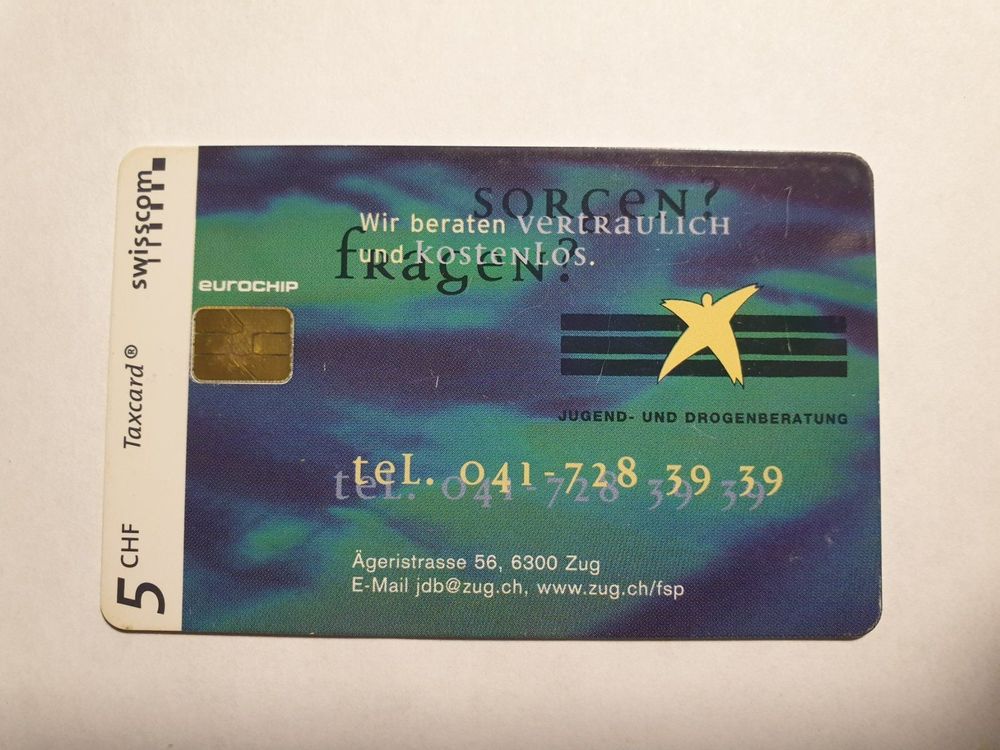 swisscom
Taxcard®
5 CHF
eurochip
sorgen?
Wir beraten vertraulich
fragen?
und kostenlos.
JUGEND- UND DROGENBERATUNG
tel. 041-728 39 39
tel. 041-728 39 39
Ägeristrasse 56, 6300 Zug
E-Mail jdb@zug.ch, www.zug.ch/fsp